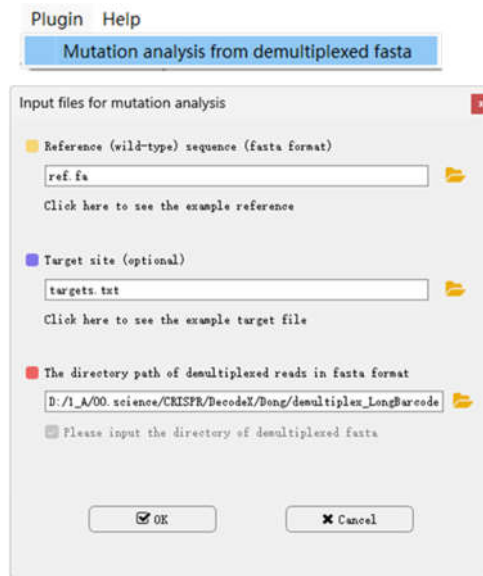 Plugin Help
Mutation analysis from demultiplexed fasta
Input files for mutation analysis
Reference (wild-type) sequence (fasta format)
ref.fa
Click here to see the example reference
Target site (optional)
targets.txt
Click here to see the example target file
The directory path of demultiplexed reads in fasta format
D:/1_A/00.science/CRISPR/DecodeX/Dong/demultiplex_LongBarcode
Please input the directory of demultiplexed fasta
OK Cancel